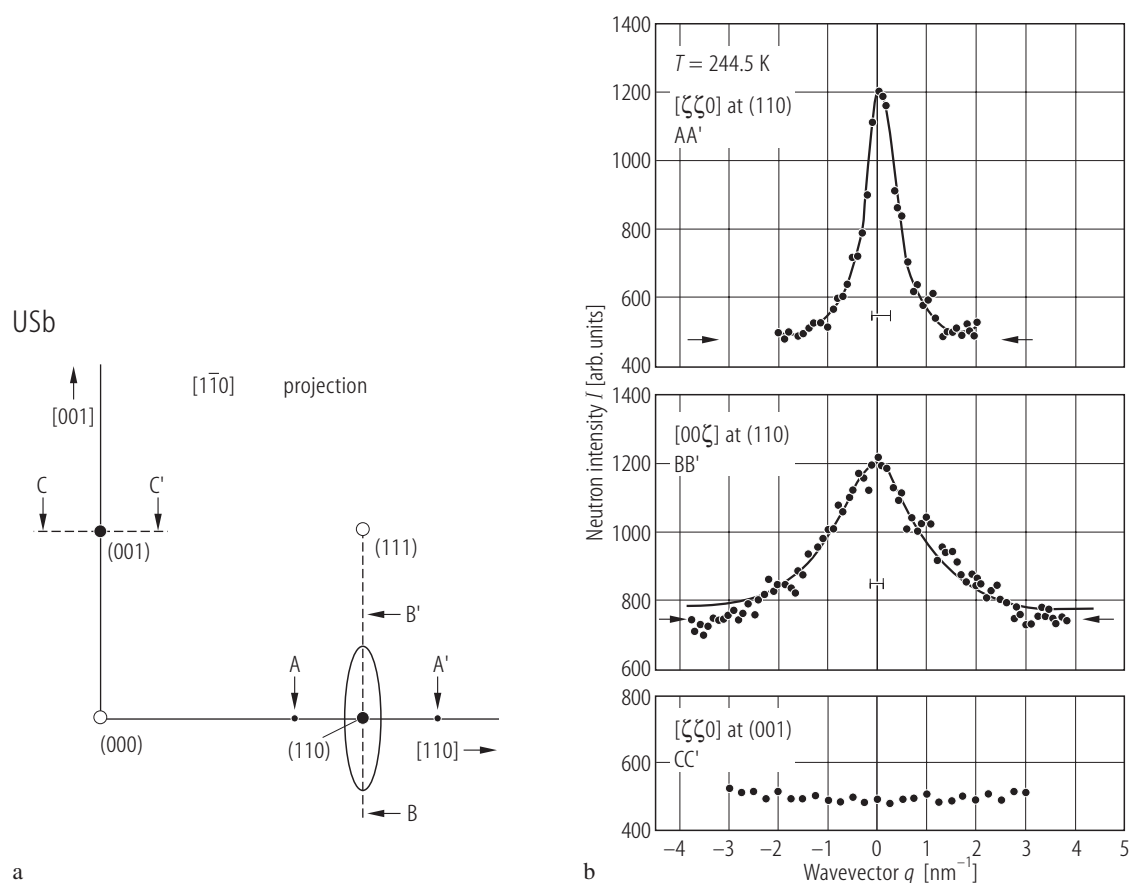 USb
[001]
[11̅0] projection
C
C'
(001)
(111)
B'
A
A'
(000)
(110)
[110]
B
a
Neutron intensity I [arb. units]
1400
1200
1000
800
600
400
T = 244.5 K
[ζζ0] at (110)
AA'
1400
1200
1000
800
600
[00ζ] at (110)
BB'
800
600
400
[ζζ0] at (001)
CC'
−4 −3 −2 −1 0 1 2 3 4 5
Wavevector q [nm⁻¹]
b